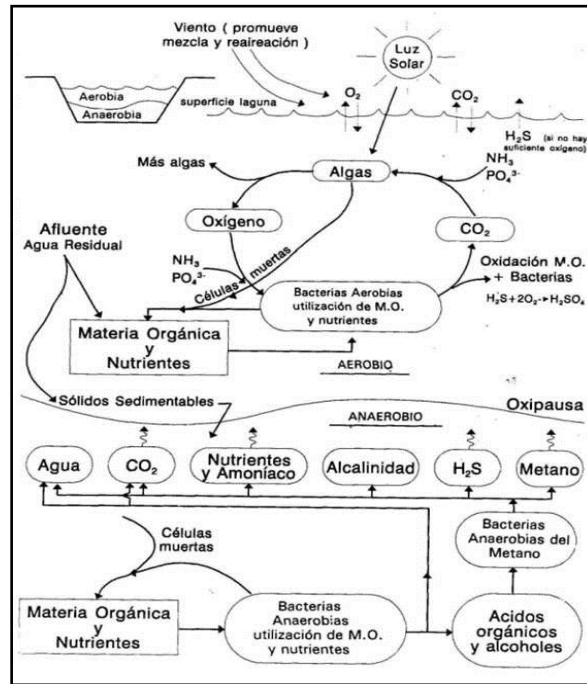 Viento ( promueve
mezcla y reaireación )
Luz
Solar
Aerobia
Anaerobia
superficie laguna
O₂
CO₂
H₂S (si no hay
suficiente oxígeno)
NH₃
PO₄³⁻
Más algas
Algas
Oxígeno
CO₂
Afluente
Agua Residual
NH₃
PO₄³⁻
Células muertas
Oxidación M.O.
+ Bacterias
H₂S+2O₂→H₂SO₄
Bacterias Aerobias
utilización de M.O.
y nutrientes
Materia Orgánica
y
Nutrientes
AEROBIO
Sólidos Sedimentables
ANAEROBIO
Oxipausa
Agua
CO₂
Nutrientes
y Amoníaco
Alcalinidad
H₂S
Metano
Células
muertas
Bacterias
Anaerobias del
Metano
Materia Orgánica
y
Nutrientes
Bacterias
Anaerobias
utilización de M.O.
y nutrientes
Acidos
orgánicos
y alcoholes